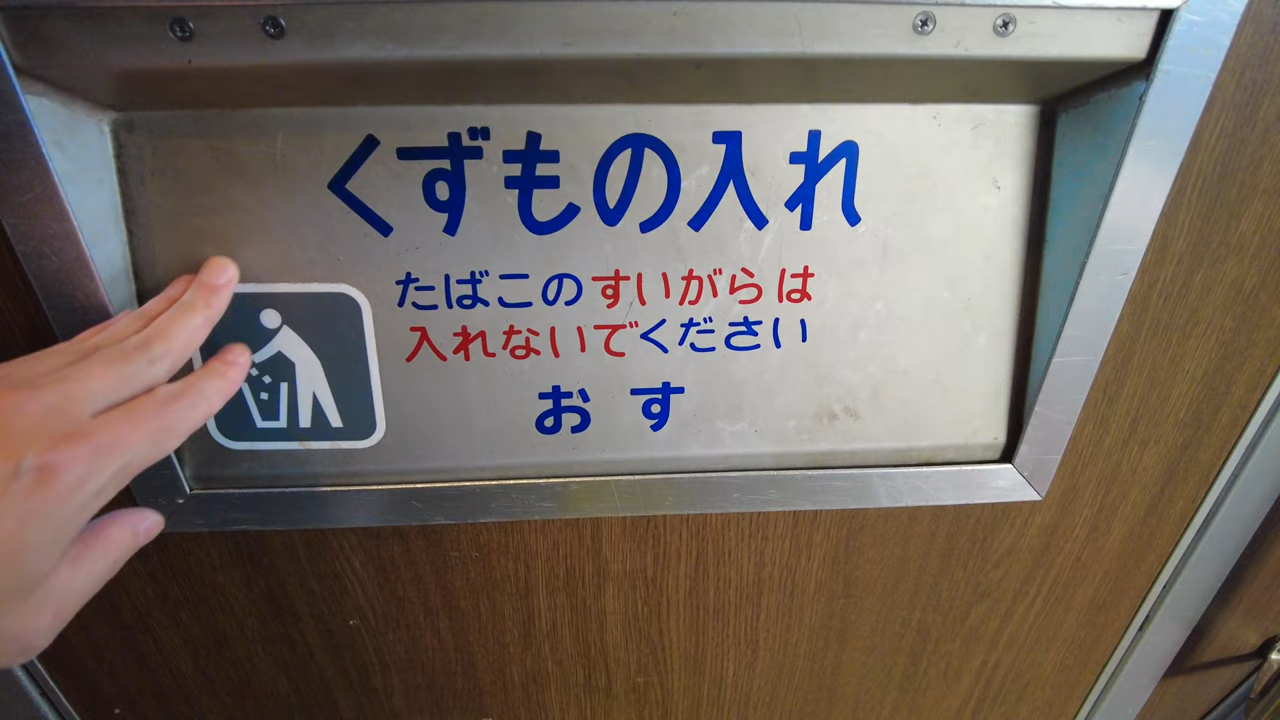 くずもの入れ
たばこのすいがらは
入れないでください
おす